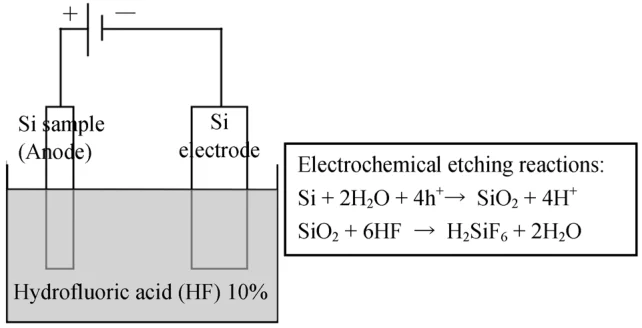 + —
Si sample
(Anode)
Si
electrode
Hydrofluoric acid (HF) 10%
Electrochemical etching reactions:
Si + 2H₂O + 4h⁺→ SiO₂ + 4H⁺
SiO₂ + 6HF → H₂SiF₆ + 2H₂O